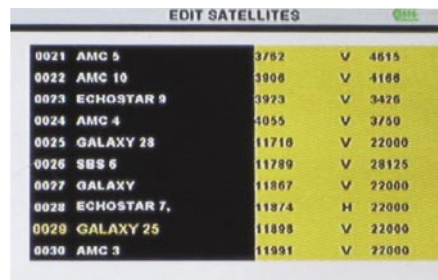 EDIT SATELLITES
0021 AMC 5 3762 V 4615
0022 AMC 10 3906 V 4166
0023 ECHOSTAR 9 3923 V 3426
0024 AMC 4 4055 V 3750
0025 GALAXY 28 11716 V 22000
0026 SBS 6 11789 V 28125
0027 GALAXY 11867 V 22000
0028 ECHOSTAR 7, 11874 H 22000
0029 GALAXY 25 11898 V 22000
0030 AMC 3 11991 V 22000